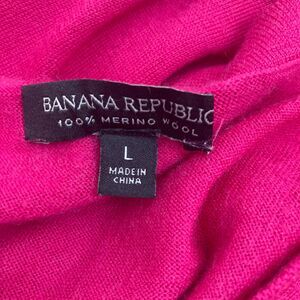 BANANA REPUBLIC
100% MERINO WOOL
L
MADE IN
CHINA